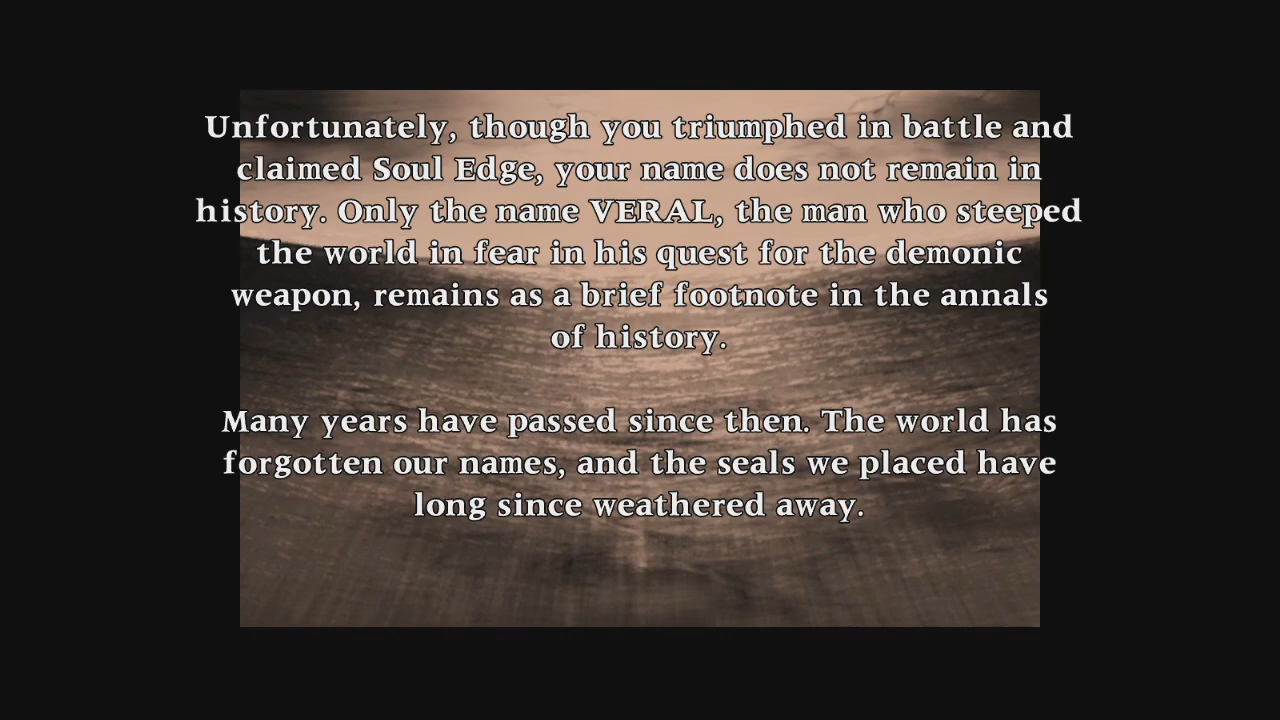 Unfortunately, though you triumphed in battle and
claimed Soul Edge, your name does not remain in
history. Only the name VERAL, the man who steeped
the world in fear in his quest for the demonic
weapon, remains as a brief footnote in the annals
of history.
Many years have passed since then. The world has
forgotten our names, and the seals we placed have
long since weathered away.